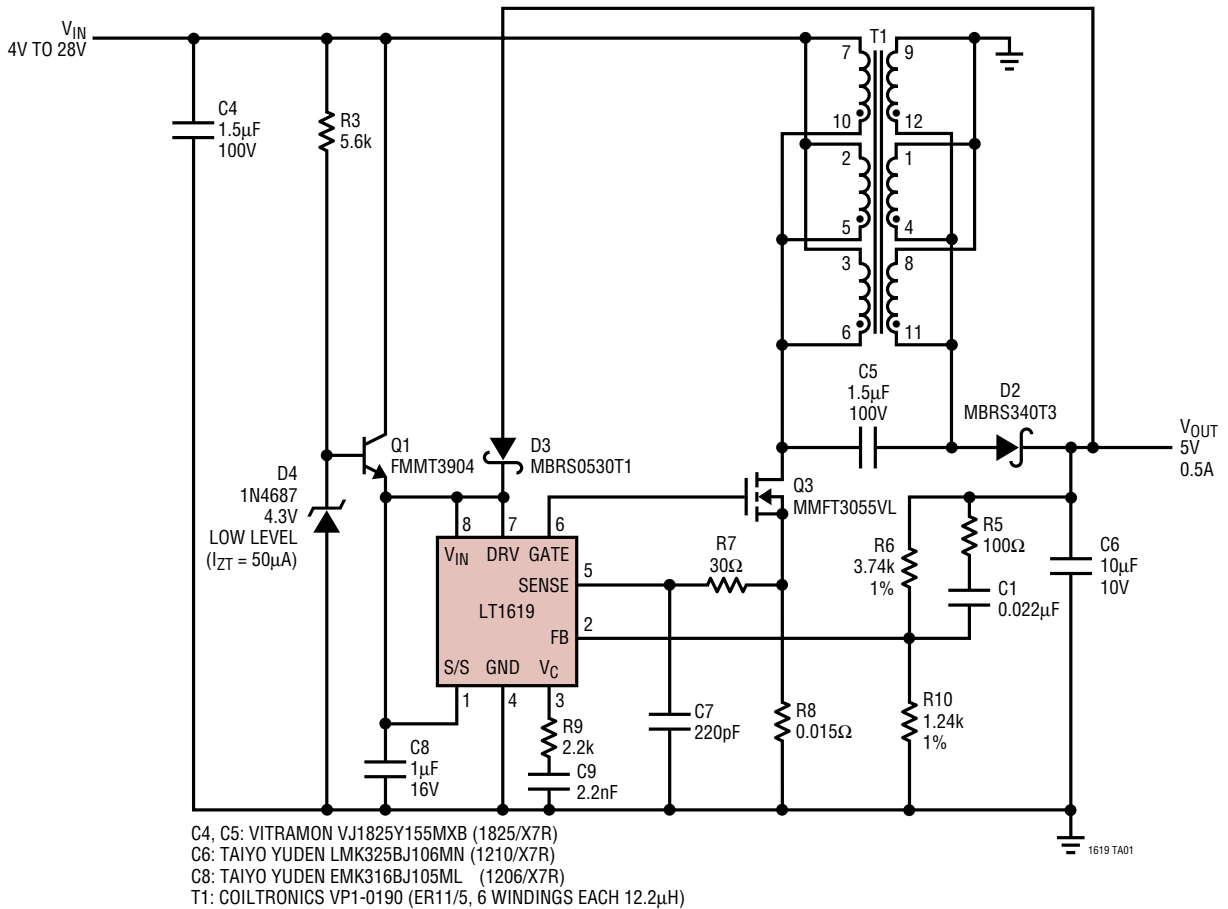 V_IN
4V TO 28V
C4
1.5µF
100V
R3
5.6k
T1
7
9
10
12
2
1
5
4
3
8
6
11
C5
1.5µF
100V
D2
MBRS340T3
V_OUT
5V
0.5A
Q1
FMMT3904
D3
MBRS0530T1
D4
1N4687
4.3V
LOW LEVEL
(I_ZT = 50µA)
Q3
MMFT3055VL
8
7
6
V_IN
DRV
GATE
SENSE
5
LT1619
FB
2
S/S
GND
V_C
1
4
3
R7
30Ω
R6
3.74k
1%
R5
100Ω
C1
0.022µF
C6
10µF
10V
C8
1µF
16V
R9
2.2k
C9
2.2nF
C7
220pF
R8
0.015Ω
R10
1.24k
1%
1619 TA01
C4, C5: VITRAMON VJ1825Y155MXB (1825/X7R)
C6: TAIYO YUDEN LMK325BJ106MN (1210/X7R)
C8: TAIYO YUDEN EMK316BJ105ML (1206/X7R)
T1: COILTRONICS VP1-0190 (ER11/5, 6 WINDINGS EACH 12.2µH)